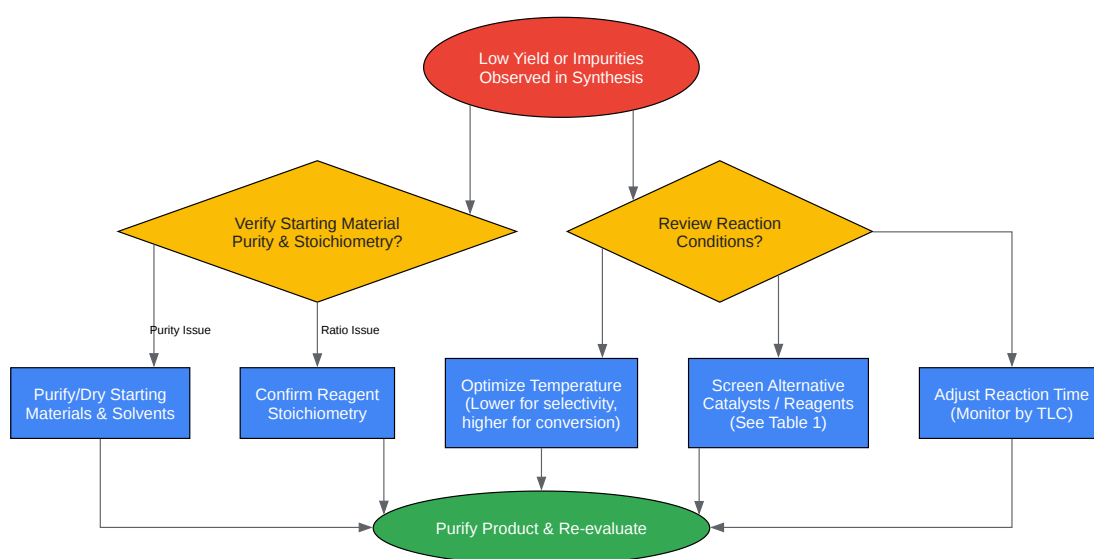 Low Yield or Impurities
Observed in Synthesis
Verify Starting Material
Purity & Stoichiometry?
Review Reaction
Conditions?
Purity Issue
Ratio Issue
Purify/Dry Starting
Materials & Solvents
Confirm Reagent
Stoichiometry
Optimize Temperature
(Lower for selectivity,
higher for conversion)
Screen Alternative
Catalysts / Reagents
(See Table 1)
Adjust Reaction Time
(Monitor by TLC)
Purify Product & Re-evaluate